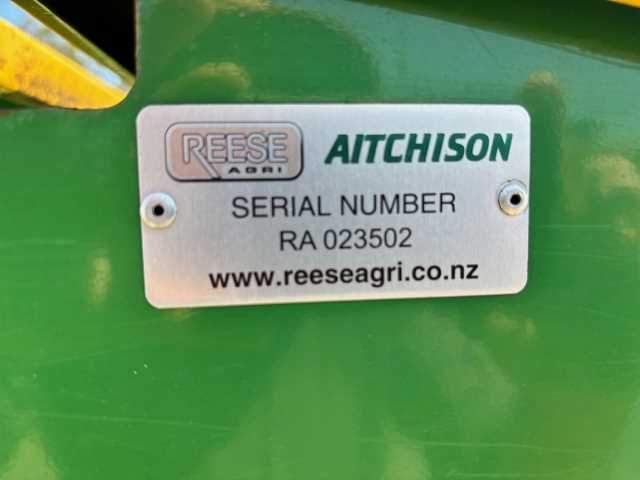 REESE AGRI AITCHISON
SERIAL NUMBER
RA 023502
www.reeseagri.co.nz